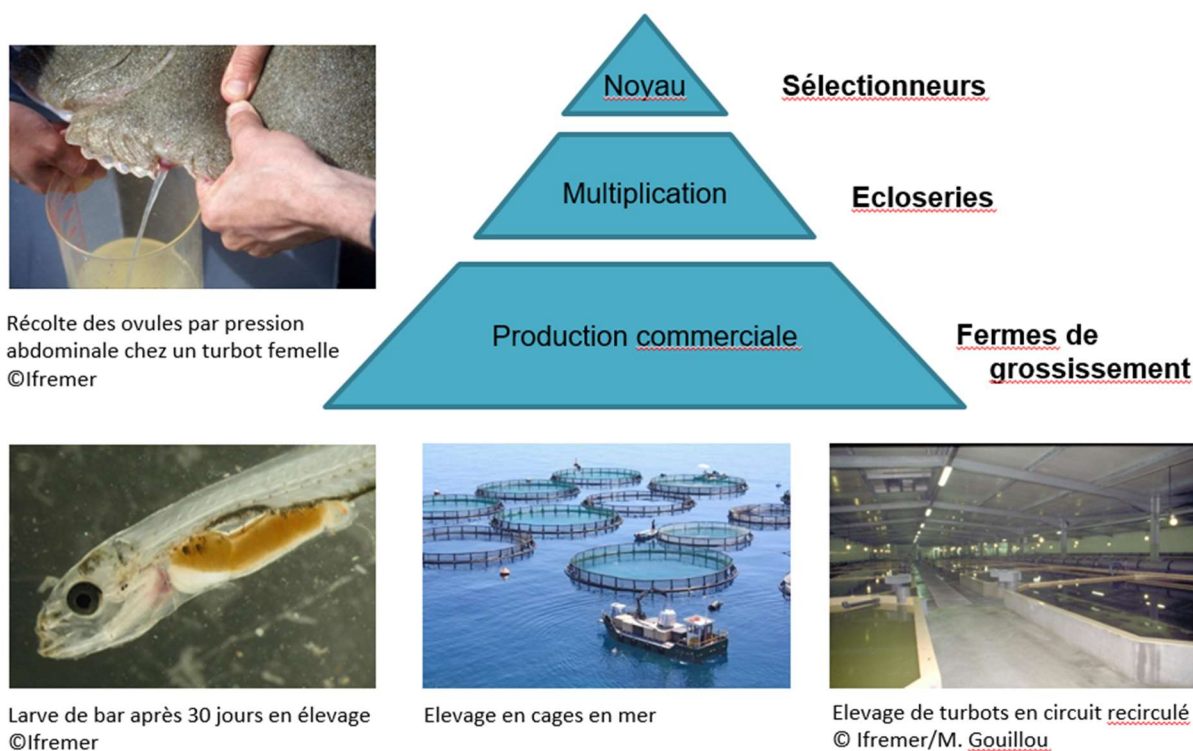 Noyau
Sélectionneurs
Multiplication
Ecloseries
Production commerciale
Fermes de
grossissement
Récolte des ovules par pression
abdominale chez un turbot femelle
©Ifremer
Larve de bar après 30 jours en élevage
©Ifremer
Elevage en cages en mer
Elevage de turbots en circuit recirculé
© Ifremer/M. Gouillou